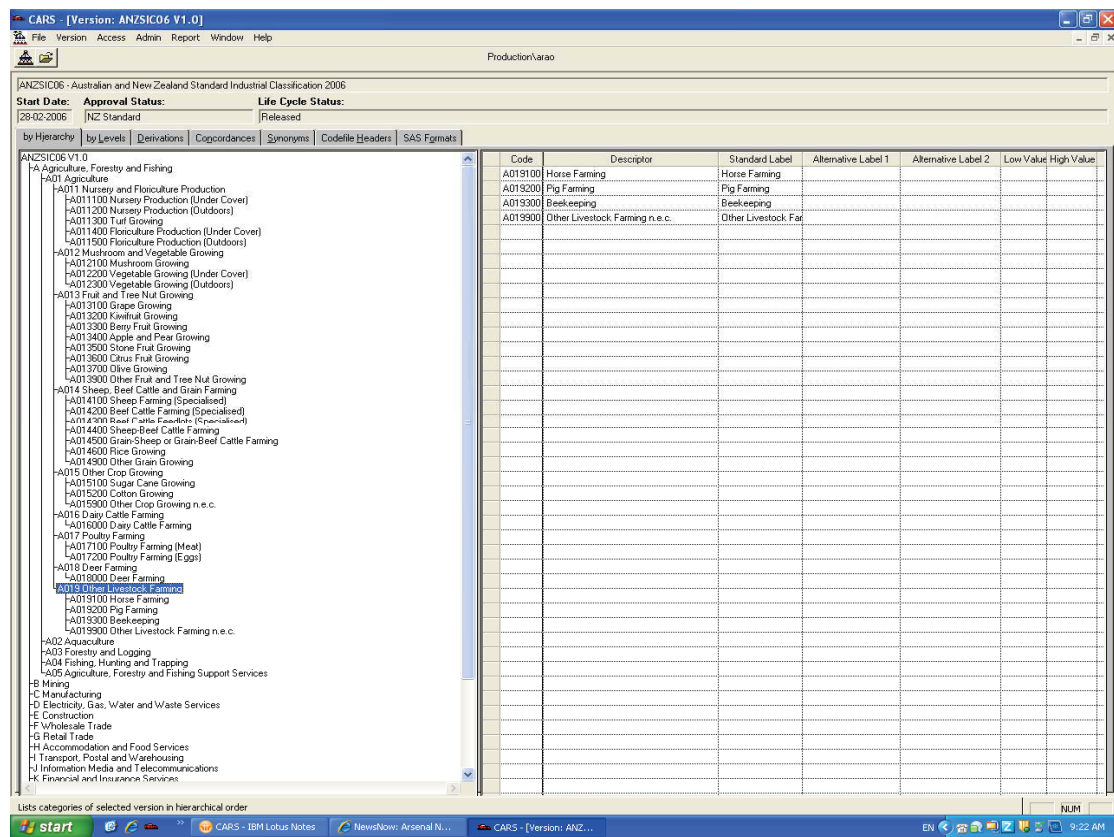 CARS - [Version: ANZSIC06 V1.0]
File Version Access Admin Report Window Help
Production\arao
ANZSIC06 - Australian and New Zealand Standard Industrial Classification 2006
Start Date: Approval Status: Life Cycle Status:
28-02-2006 NZ Standard Released
by Hierarchy by Levels Derivations Concordances Synonyms Codefile Headers SAS Formats
ANZSIC06 V1.0
A Agriculture, Forestry and Fishing
A01 Agriculture
A011 Nursery and Floriculture Production
A011100 Nursery Production (Under Cover)
A011200 Nursery Production (Outdoors)
A011300 Turf Growing
A011400 Floriculture Production (Under Cover)
A011500 Floriculture Production (Outdoors)
A012 Mushroom and Vegetable Growing
A012100 Mushroom Growing
A012200 Vegetable Growing (Under Cover)
A012300 Vegetable Growing (Outdoors)
A013 Fruit and Tree Nut Growing
A013100 Grape Growing
A013200 Kiwifruit Growing
A013300 Berry Fruit Growing
A013400 Apple and Pear Growing
A013500 Stone Fruit Growing
A013600 Citrus Fruit Growing
A013700 Olive Growing
A013900 Other Fruit and Tree Nut Growing
A014 Sheep, Beef Cattle and Grain Farming
A014100 Sheep Farming (Specialised)
A014200 Beef Cattle Farming (Specialised)
A014300 Beef Cattle Feedlots (Specialised)
A014400 Sheep-Beef Cattle Farming
A014500 Grain-Sheep or Grain-Beef Cattle Farming
A014600 Rice Growing
A014900 Other Grain Growing
A015 Other Crop Growing
A015100 Sugar Cane Growing
A015200 Cotton Growing
A015900 Other Crop Growing n.e.c.
A016 Dairy Cattle Farming
A016000 Dairy Cattle Farming
A017 Poultry Farming
A017100 Poultry Farming (Meat)
A017200 Poultry Farming (Eggs)
A018 Deer Farming
A018000 Deer Farming
A019 Other Livestock Farming
A019100 Horse Farming
A019200 Pig Farming
A019300 Beekeeping
A019900 Other Livestock Farming n.e.c.
A02 Aquaculture
A03 Forestry and Logging
A04 Fishing, Hunting and Trapping
A05 Agriculture, Forestry and Fishing Support Services
B Mining
C Manufacturing
D Electricity, Gas, Water and Waste Services
E Construction
F Wholesale Trade
G Retail Trade
H Accommodation and Food Services
I Transport, Postal and Warehousing
J Information Media and Telecommunications
K Financial and Insurance Services
Code Descriptor Standard Label Alternative Label 1 Alternative Label 2 Low Value High Value
A019100 Horse Farming Horse Farming
A019200 Pig Farming Pig Farming
A019300 Beekeeping Beekeeping
A019900 Other Livestock Farming n.e.c. Other Livestock Far
Lists categories of selected version in hierarchical order
NUM
start CARS - IBM Lotus Notes NewsNow: Arsenal N... CARS - [Version: ANZ... EN 9:22 AM